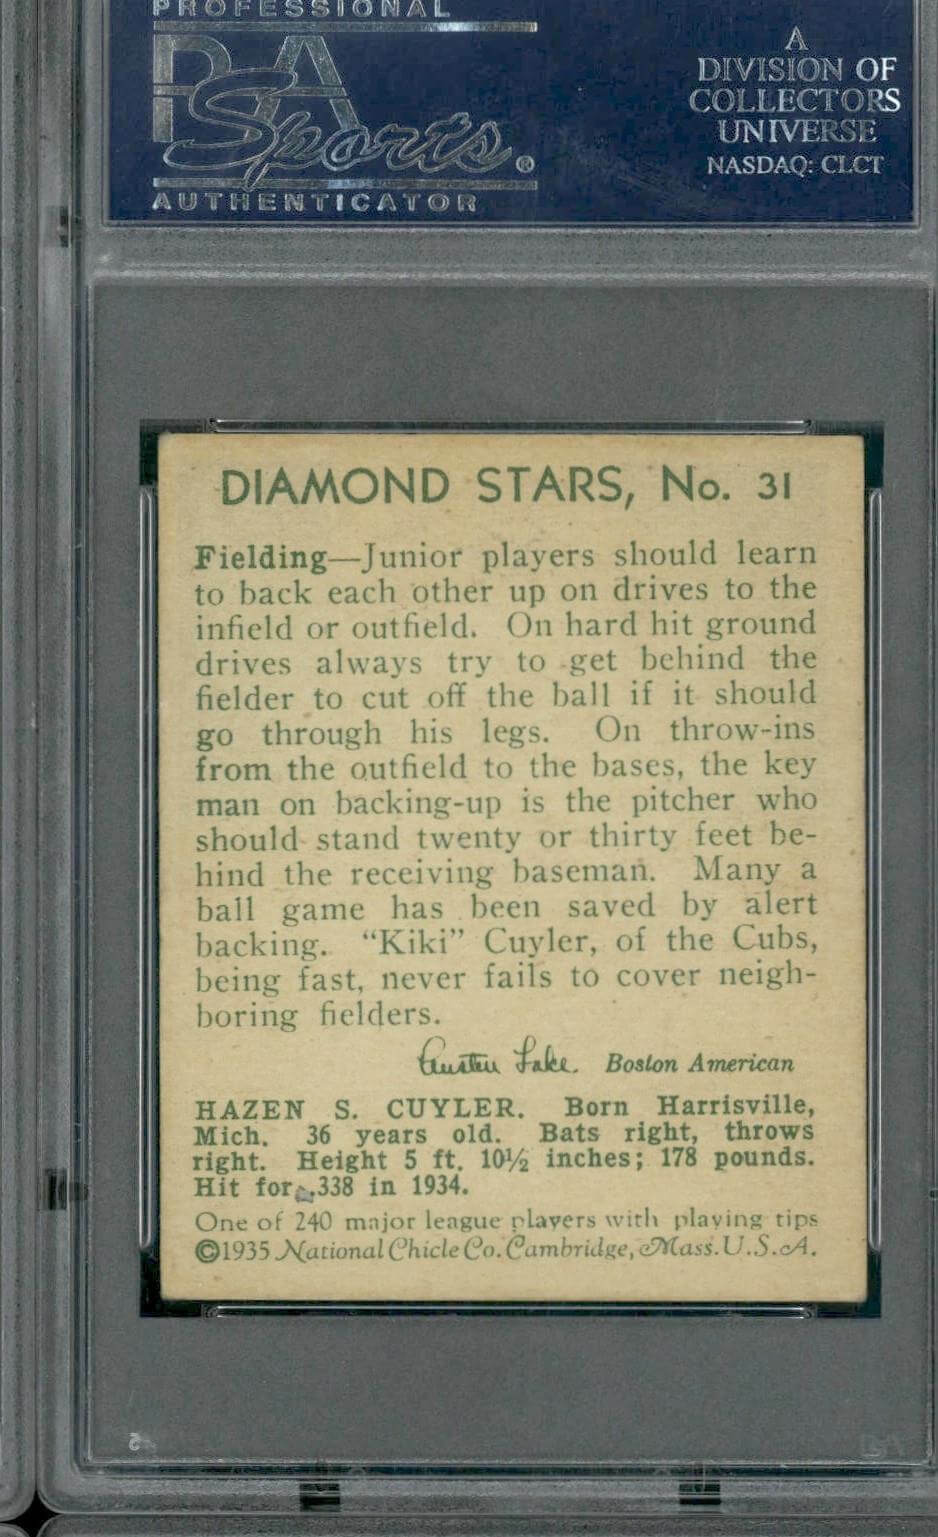 PROFESSIONAL
PSA
Sports®
AUTHENTICATOR
A
DIVISION OF
COLLECTORS
UNIVERSE
NASDAQ: CLCT
DIAMOND STARS, No. 31
Fielding—Junior players should learn
to back each other up on drives to the
infield or outfield. On hard hit ground
drives always try to get behind the
fielder to cut off the ball if it should
go through his legs. On throw-ins
from the outfield to the bases, the key
man on backing-up is the pitcher who
should stand twenty or thirty feet be-
hind the receiving baseman. Many a
ball game has been saved by alert
backing. “Kiki” Cuyler, of the Cubs,
being fast, never fails to cover neigh-
boring fielders.
Austen Lake. Boston American
HAZEN S. CUYLER. Born Harrisville,
Mich. 36 years old. Bats right, throws
right. Height 5 ft. 10½ inches; 178 pounds.
Hit for .338 in 1934.
One of 240 major league players with playing tips
©1935 National Chicle Co. Cambridge, Mass. U.S.A.